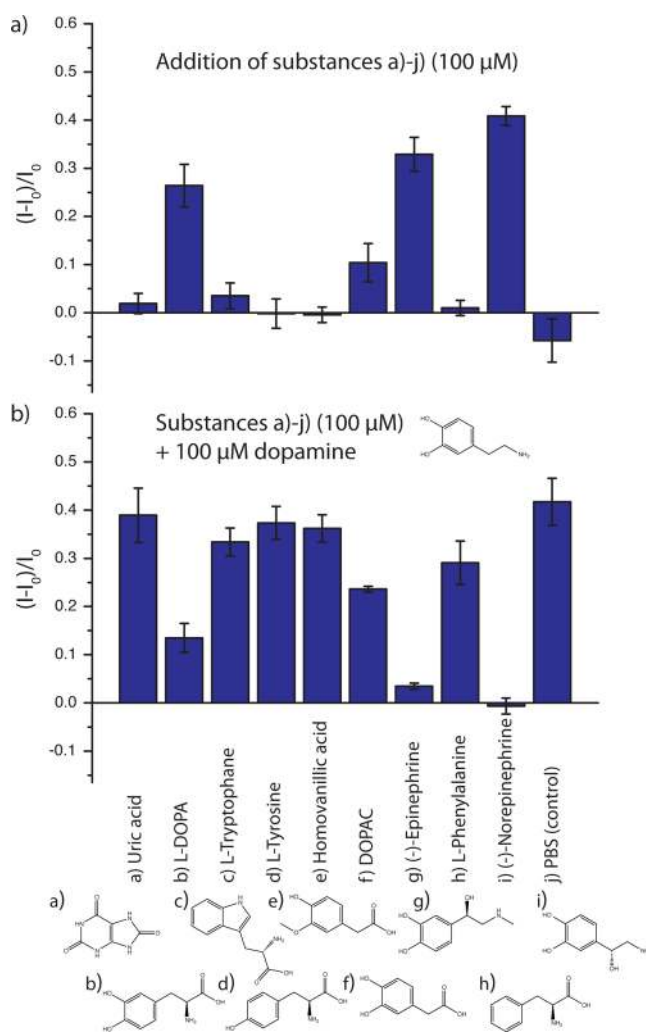 a)
0.6
0.5
0.4
0.3
0.2
0.1
0.0
-0.1
(I-I₀)/I₀
Addition of substances a)-j) (100 µM)
b)
0.6
0.5
0.4
0.3
0.2
0.1
0.0
-0.1
(I-I₀)/I₀
Substances a)-j) (100 µM)
+ 100 µM dopamine
HO
HO
NH₂
a) Uric acid
b) L-DOPA
c) L-Tryptophane
d) L-Tyrosine
e) Homovanillic acid
f) DOPAC
g) (-)-Epinephrine
h) L-Phenylalanine
i) (-)-Norepinephrine
j) PBS (control)
a)
c)
e)
g)
i)
b)
d)
f)
h)